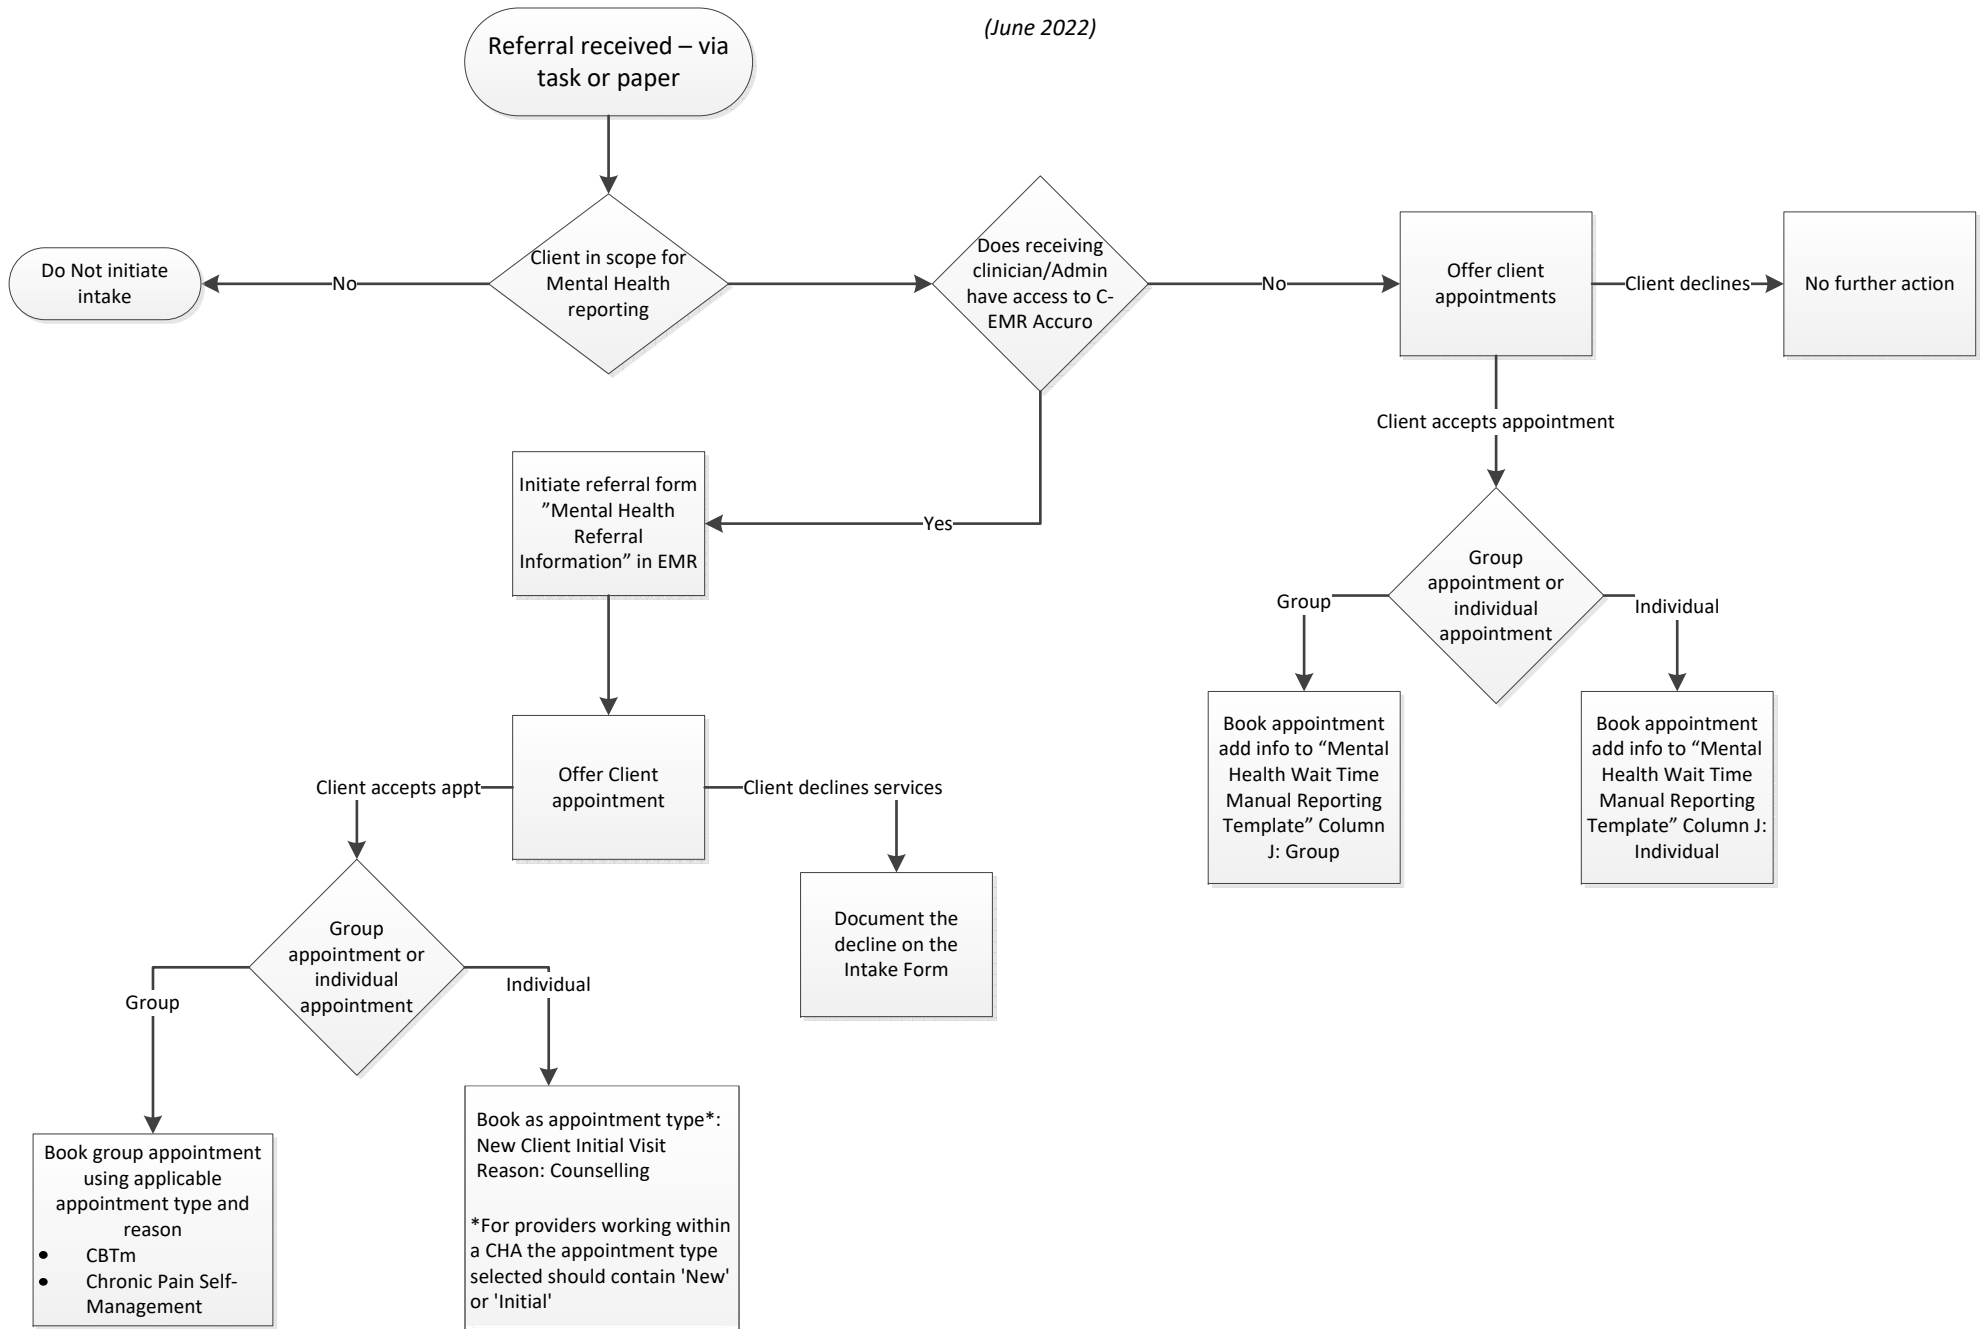 (June 2022)
Referral received – via
task or paper
Do Not initiate
intake
No
Client in scope for
Mental Health
reporting
Does receiving
clinician/Admin
have access to C-
EMR Accuro
No
Offer client
appointments
Client declines
No further action
Client accepts appointment
Yes
Initiate referral form
”Mental Health
Referral
Information” in EMR
Group
appointment or
individual
appointment
Group
Individual
Book appointment
add info to “Mental
Health Wait Time
Manual Reporting
Template” Column
J: Group
Book appointment
add info to “Mental
Health Wait Time
Manual Reporting
Template” Column J:
Individual
Offer Client
appointment
Client accepts appt
Client declines services
Document the
decline on the
Intake Form
Group
appointment or
individual
appointment
Group
Individual
Book group appointment
using applicable
appointment type and
reason
• CBTm
• Chronic Pain Self-
Management
Book as appointment type*:
New Client Initial Visit
Reason: Counselling
*For providers working within
a CHA the appointment type
selected should contain 'New'
or 'Initial'